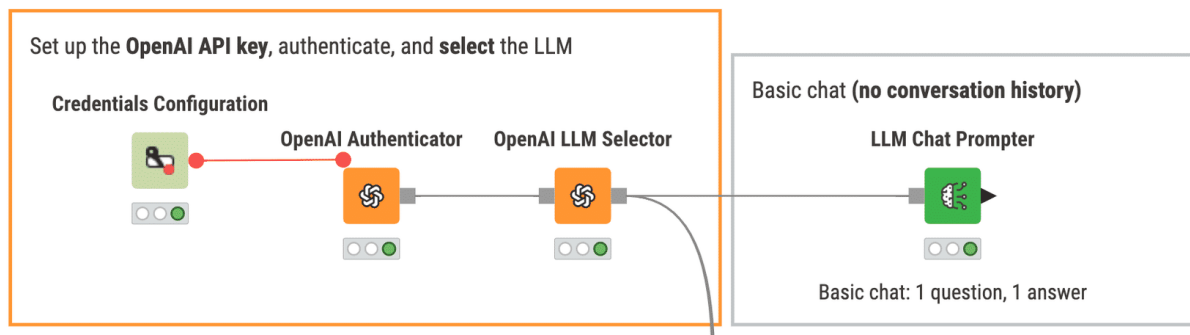 Set up the OpenAI API key, authenticate, and select the LLM
Credentials Configuration
OpenAI Authenticator
OpenAI LLM Selector
Basic chat (no conversation history)
LLM Chat Prompter
Basic chat: 1 question, 1 answer